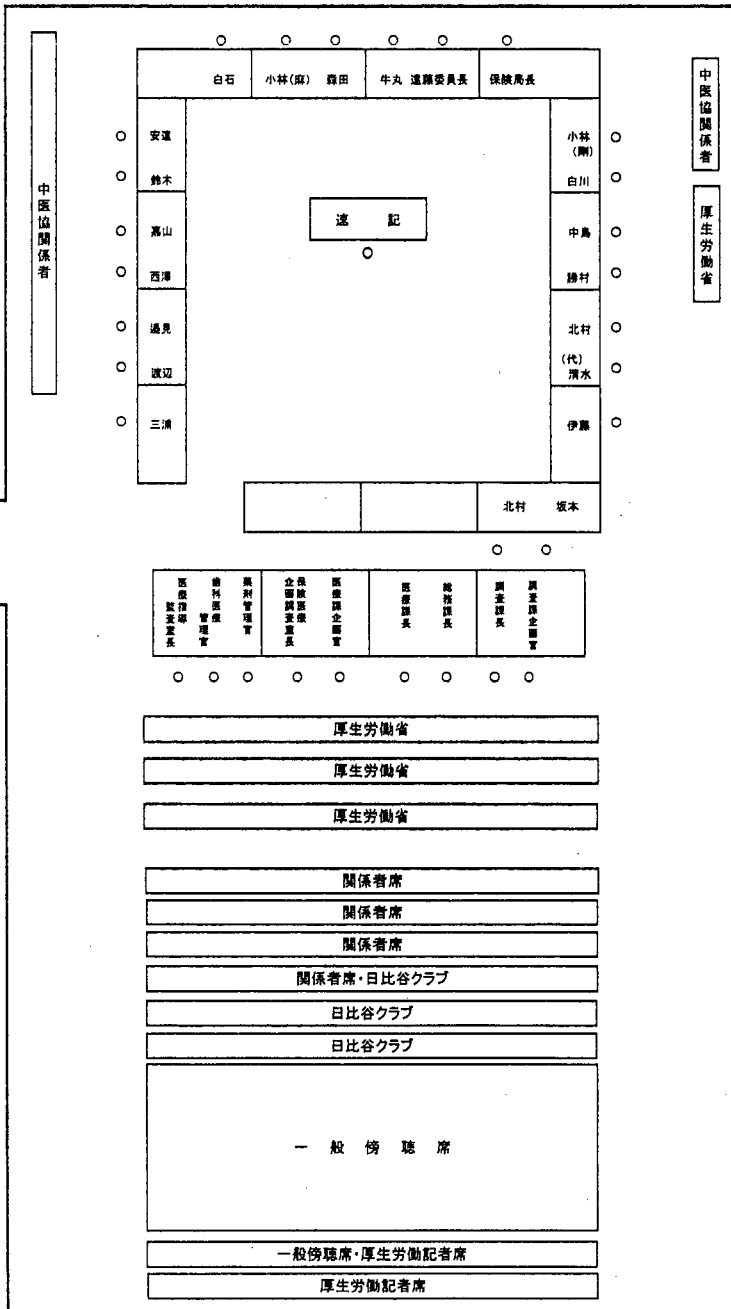 白石 小林(麻) 森田 牛丸 遠藤委員長 保険局長
中医協関係者
中医協関係者
厚生労働省
安達
鈴木
嘉山
西澤
邉見
渡辺
三浦
速 記
小林
(剛)
白川
中島
勝村
北村
(代)
清水
伊藤
北村 坂本
医療指導
監査室長
歯科医療
管理官
薬剤管理官
保険医療
企画調査室長
医療課企画官
医療課長
総務課長
調査課長
調査課企画官
厚生労働省
厚生労働省
厚生労働省
関係者席
関係者席
関係者席
関係者席・日比谷クラブ
日比谷クラブ
日比谷クラブ
一 般 傍 聴 席
一般傍聴席・厚生労働記者席
厚生労働記者席